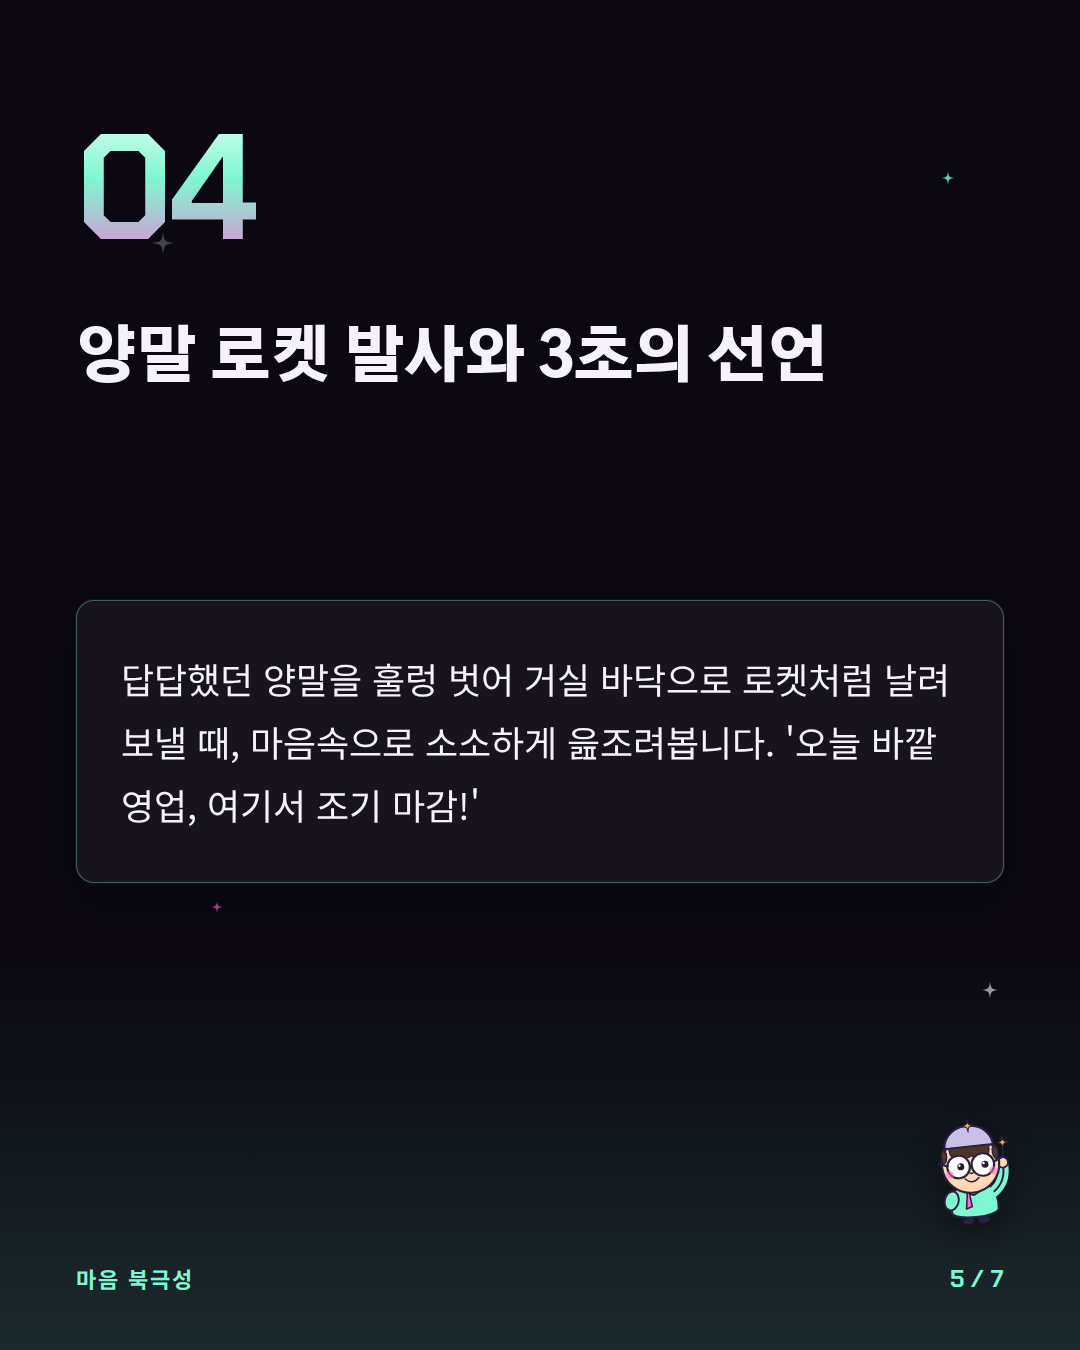 04
양말 로켓 발사와 3초의 선언
답답했던 양말을 훌렁 벗어 거실 바닥으로 로켓처럼 날려
보낼 때, 마음속으로 소소하게 읊조려봅니다. '오늘 바깥
영업, 여기서 조기 마감!'
마음 북극성
5 / 7